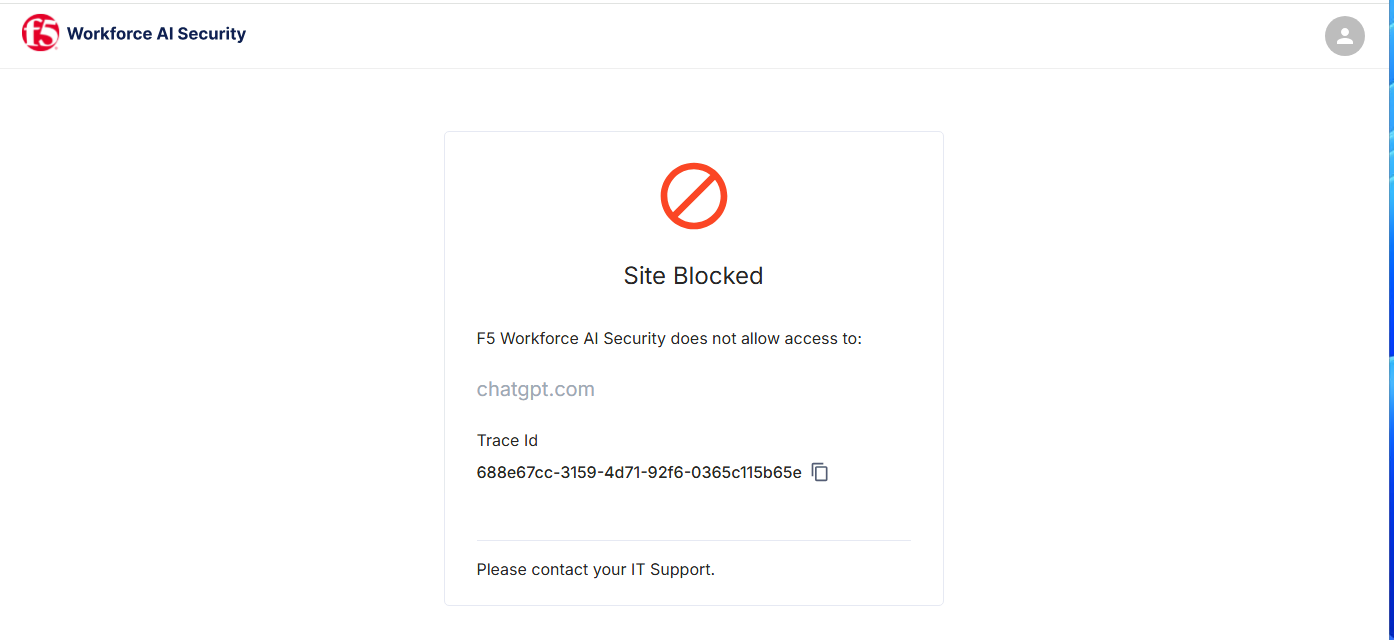 f5 Workforce AI Security
Site Blocked
F5 Workforce AI Security does not allow access to:
chatgpt.com
Trace Id
688e67cc-3159-4d71-92f6-0365c115b65e
Please contact your IT Support.